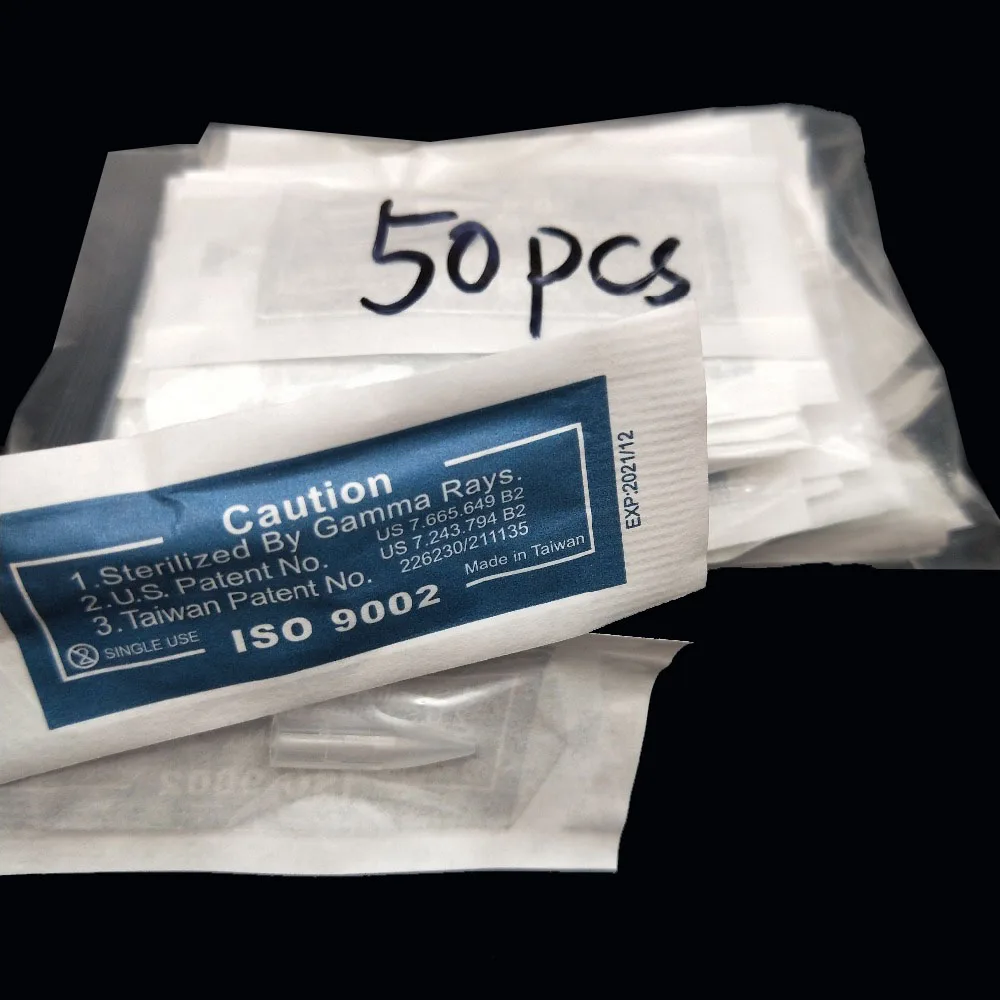 50pcs
Caution
1.Sterilized By Gamma Rays.
2.U.S. Patent No. US 7.665.649 B2
US 7.243.794 B2
3.Taiwan Patent No. 226230/211135
SINGLE USE
ISO 9002
Made in Taiwan
EXP:2021/12